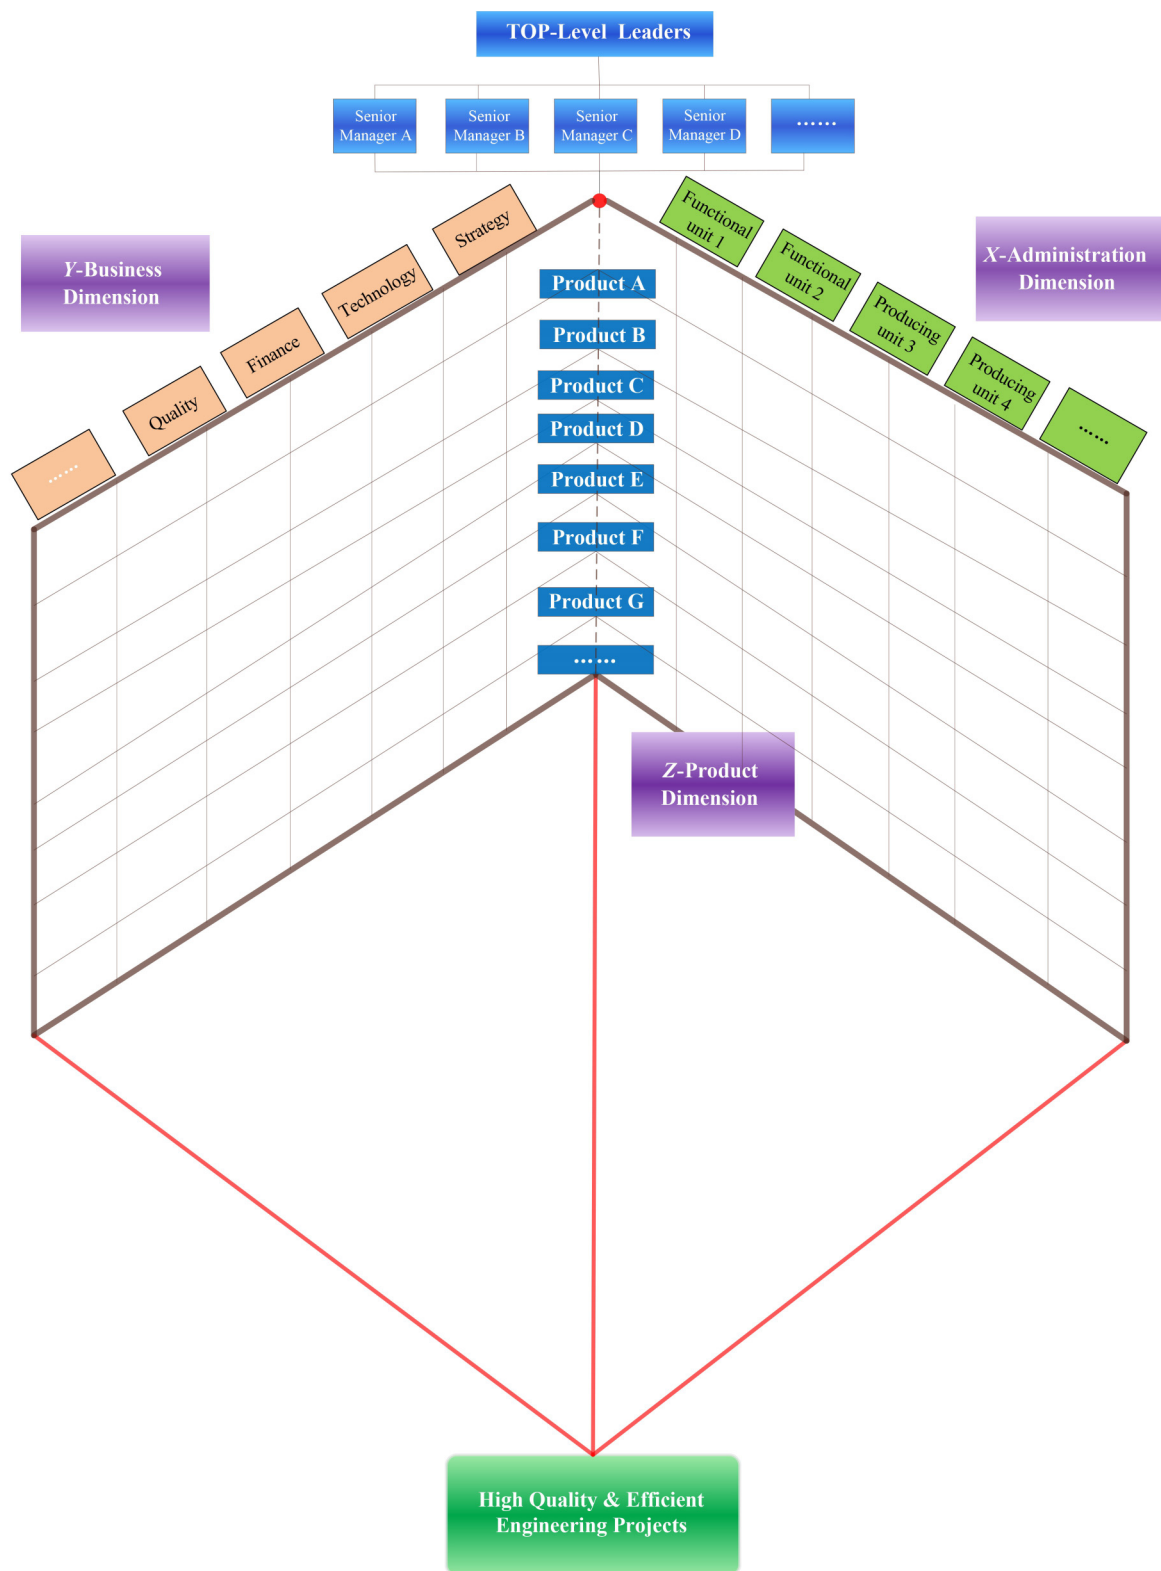 TOP-Level Leaders
Senior
Manager A
Senior
Manager B
Senior
Manager C
Senior
Manager D
……
Y-Business
Dimension
……
Quality
Finance
Technology
Strategy
Functional
unit 1
Functional
unit 2
Producing
unit 3
Producing
unit 4
……
X-Administration
Dimension
Product A
Product B
Product C
Product D
Product E
Product F
Product G
……
Z-Product
Dimension
High Quality & Efficient
Engineering Projects